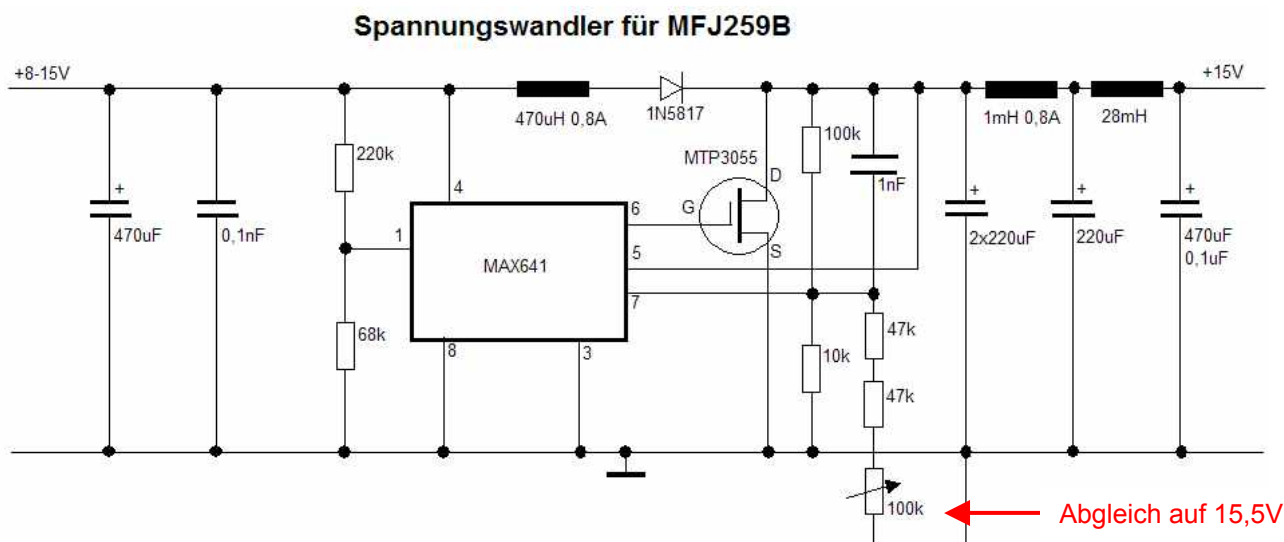 Spannungswandler für MFJ259B
+8-15V
+15V
470uH 0,8A
1N5817
1mH 0,8A
28mH
220k
100k
MTP3055
D
1nF
4
G
+
470uF
0,1nF
6
1
MAX641
5
S
7
+
2x220uF
+
220uF
+
470uF
0,1uF
68k
8
3
10k
47k
47k
100k
Abgleich auf 15,5V